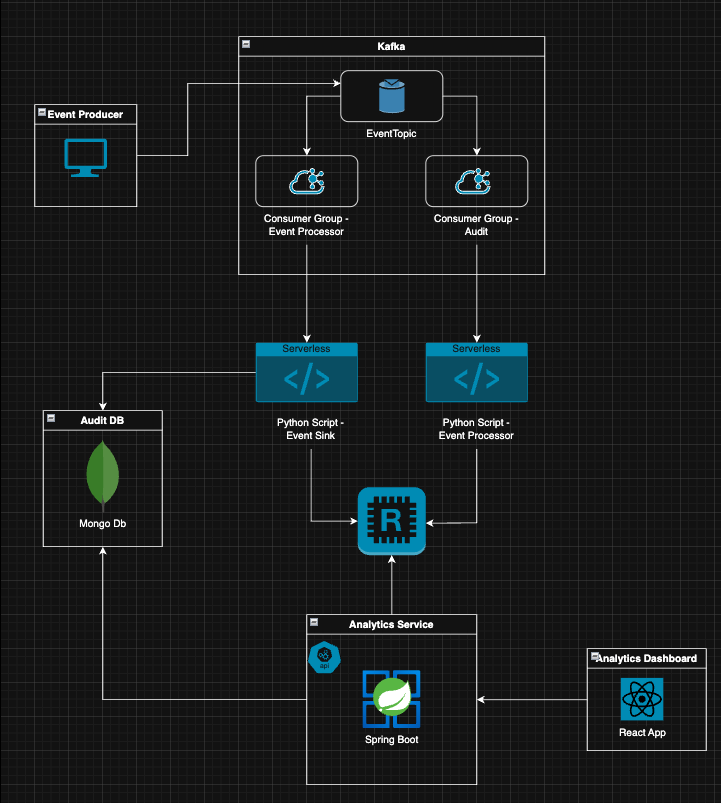 Kafka
EventTopic
Event Producer
Consumer Group -
Event Processor
Consumer Group -
Audit
Serverless
</>
Python Script -
Event Sink
Serverless
</>
Python Script -
Event Processor
Audit DB
Mongo Db
R
Analytics Service
api
Spring Boot
Analytics Dashboard
React App